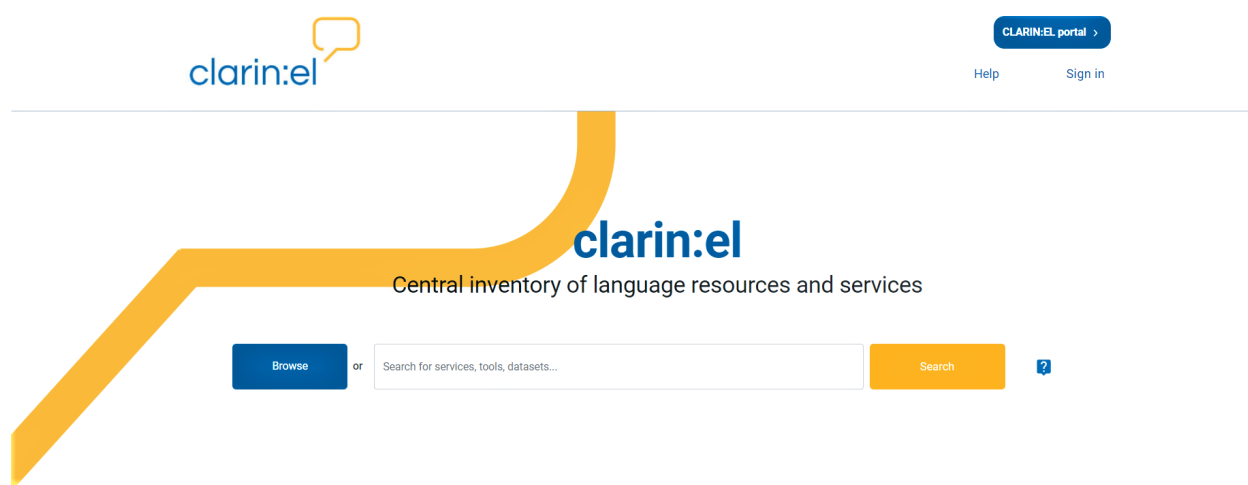 clarin:el
CLARIN:EL portal >
Help Sign in
clarin:el
Central inventory of language resources and services
Browse or Search for services, tools, datasets... Search ?